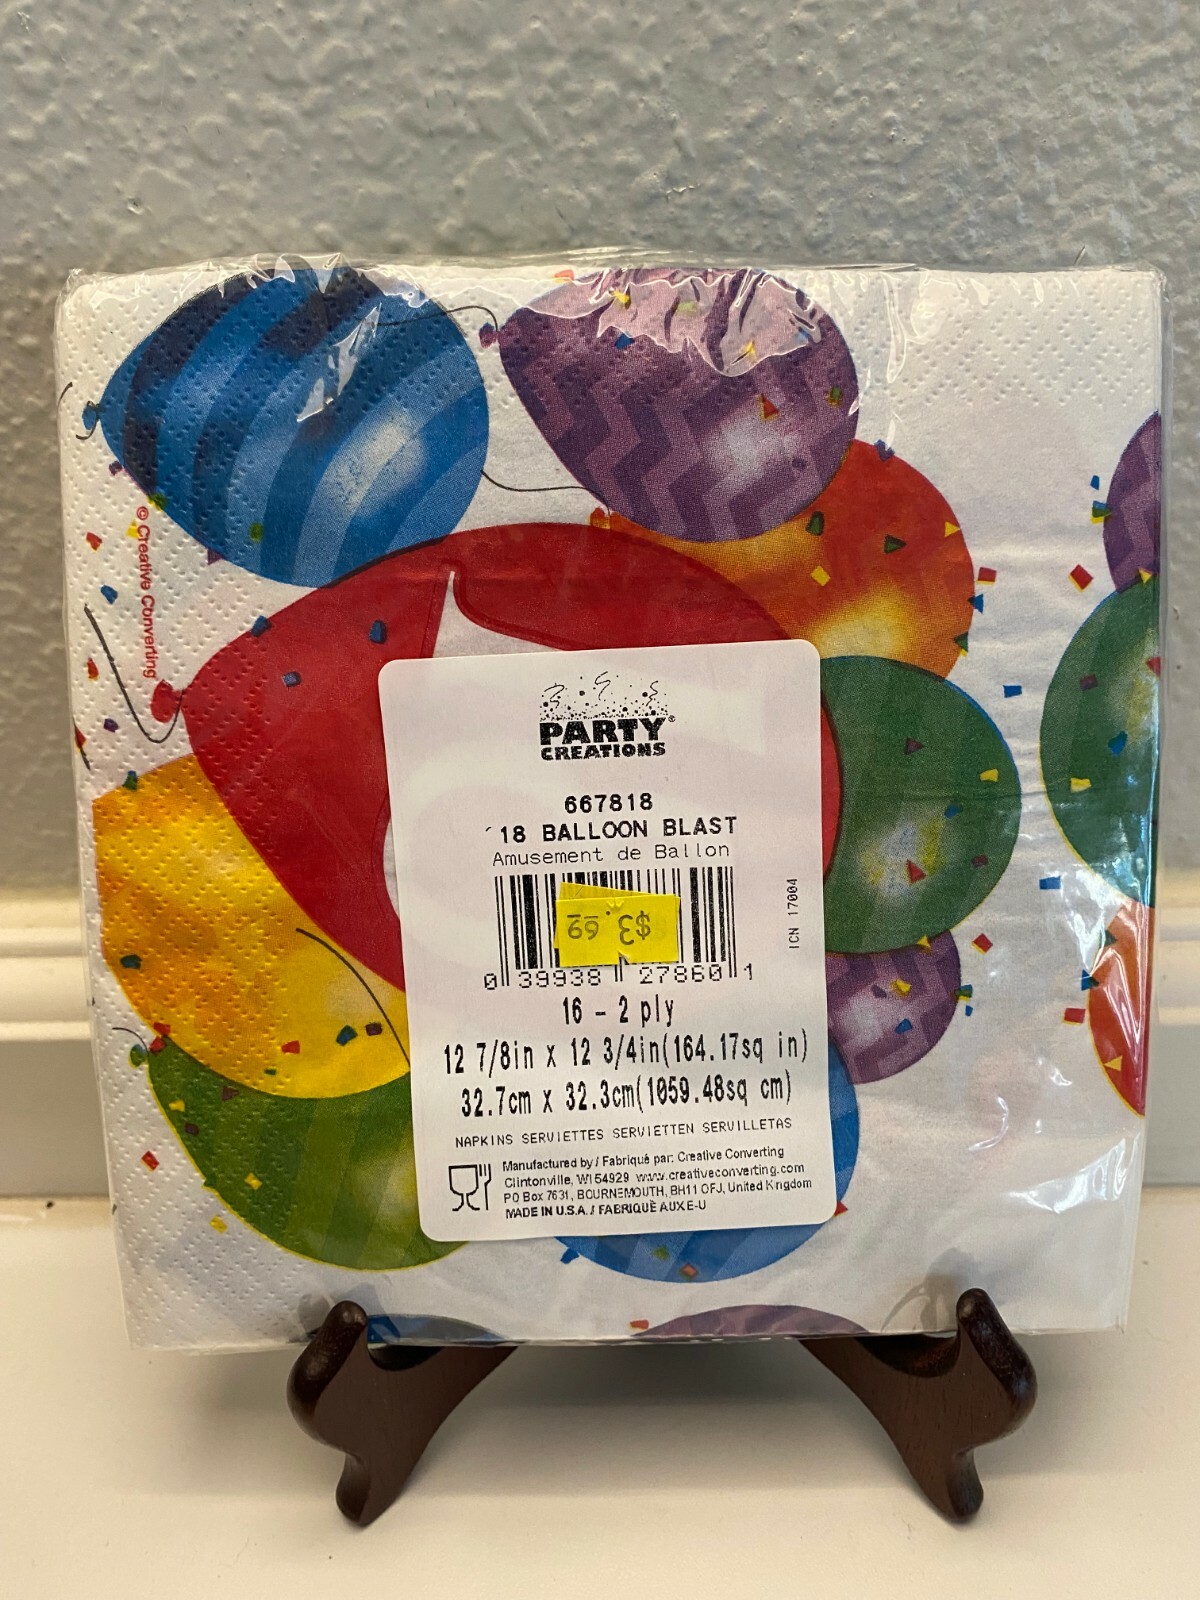 © Creative Converting
PARTY®
CREATIONS
667818
'18 BALLOON BLAST
Amusement de Ballon
$3.69
ICN 17004
0 39938 27860 1
16 - 2 ply
12 7/8in x 12 3/4in(164.17sq in)
32.7cm x 32.3cm(1059.48sq cm)
NAPKINS SERVIETTES SERVIETTEN SERVILLETAS
Manufactured by / Fabriqué par: Creative Converting
Clintonville, WI 54929 www.creativeconverting.com
PO Box 7631, BOURNEMOUTH, BH11 OFJ, United Kingdom
MADE IN U.S.A. / FABRIQUÉ AUX E-U